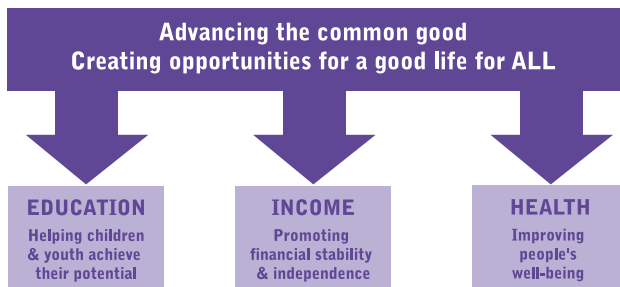 Advancing the common good
Creating opportunities for a good life for ALL
EDUCATION
Helping children
& youth achieve
their potential
INCOME
Promoting
financial stability
& independence
HEALTH
Improving
people's
well-being